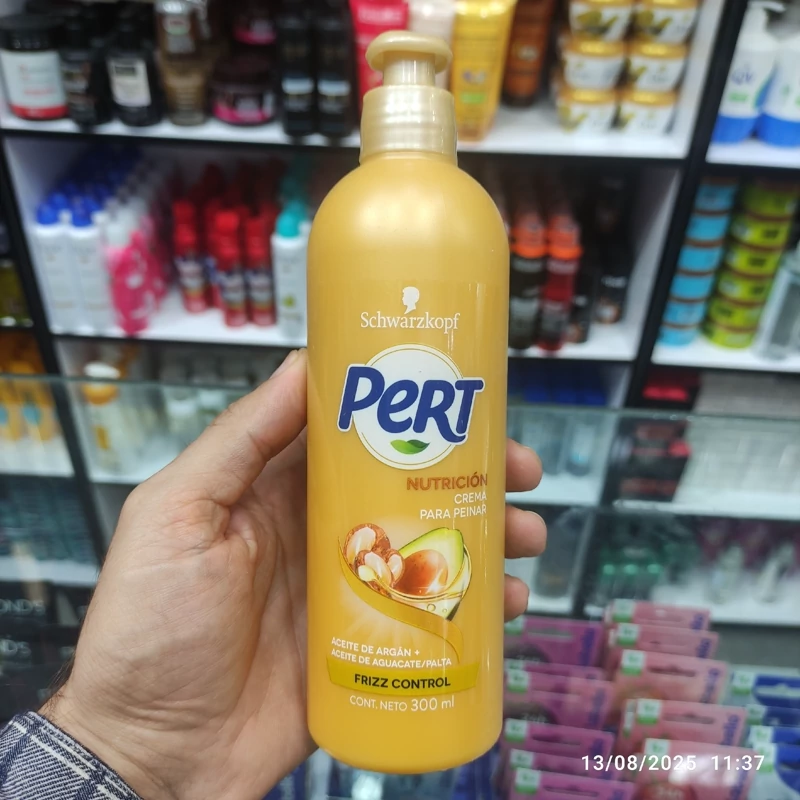 Schwarzkopf
PERT
NUTRICIÓN
CREMA
PARA PEINAR
ACEITE DE ARGÁN +
ACEITE DE AGUACATE/PALTA
FRIZZ CONTROL
CONT. NETO 300 ml
13/08/2025 11:37